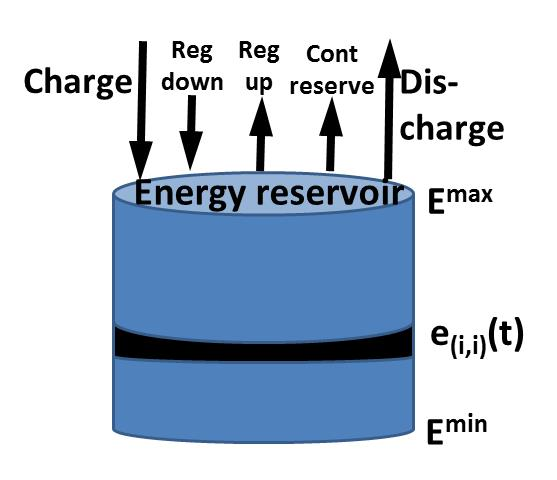 Charge
Reg
down
Reg
up
Cont
reserve
Dis-
charge
Energy reservoir
Emax
e(i,i)(t)
Emin